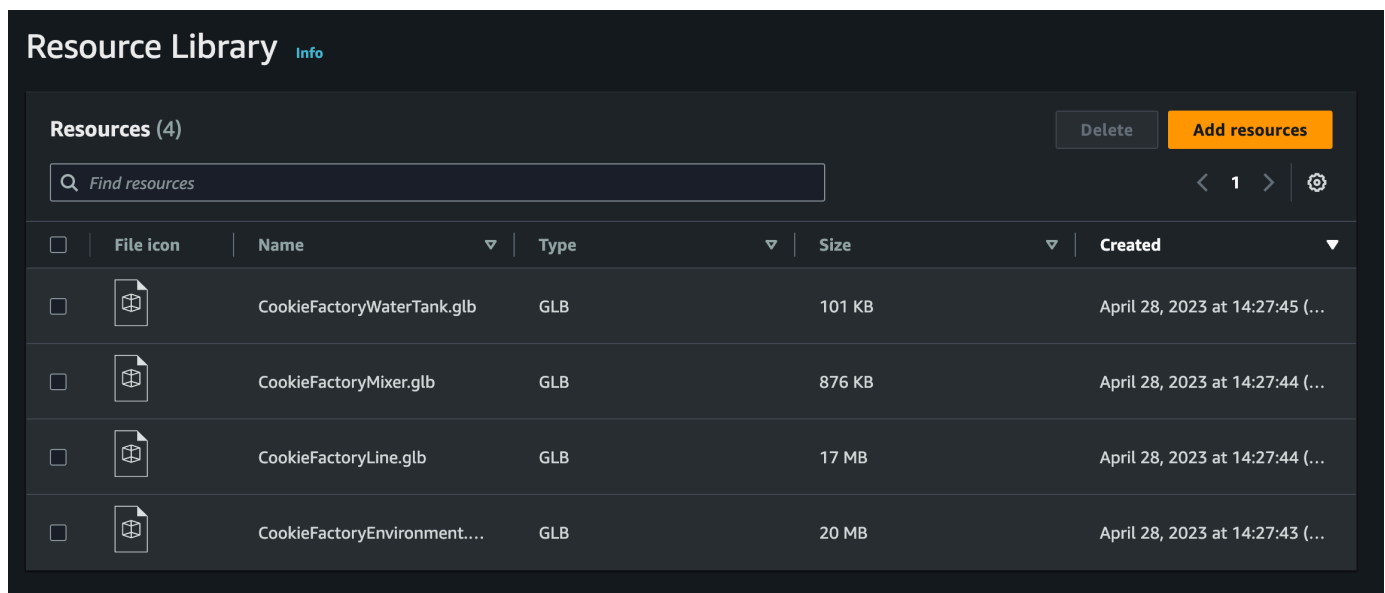 Resource Library Info
Resources (4)
Delete
Add resources
Find resources
1
File icon Name Type Size Created
CookieFactoryWaterTank.glb GLB 101 KB April 28, 2023 at 14:27:45 (...
CookieFactoryMixer.glb GLB 876 KB April 28, 2023 at 14:27:44 (...
CookieFactoryLine.glb GLB 17 MB April 28, 2023 at 14:27:44 (...
CookieFactoryEnvironment.... GLB 20 MB April 28, 2023 at 14:27:43 (...